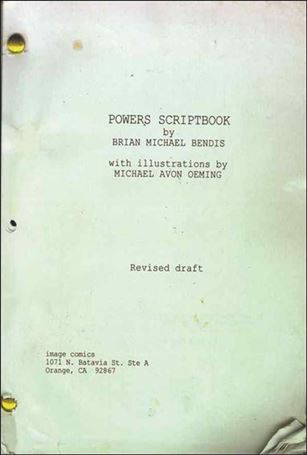 POWERS SCRIPTBOOK
by
BRIAN MICHAEL BENDIS
with illustrations by
MICHAEL AVON OEMING
Revised draft
image comics
1071 N. Batavia St. Ste A
Orange, CA 92867